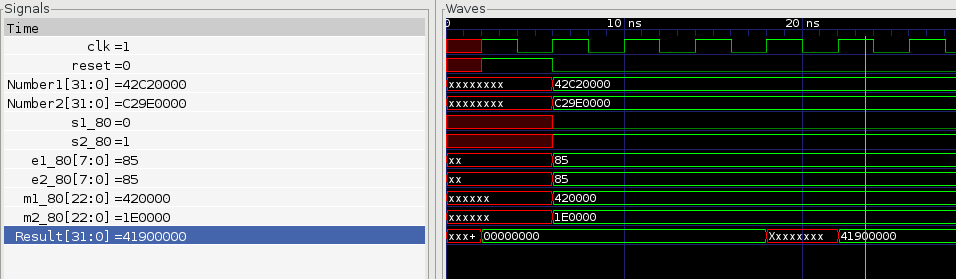 Signals
Time
clk =1
reset =0
Number1[31:0] =42C20000
Number2[31:0] =C29E0000
s1_80 =0
s2_80 =1
e1_80[7:0] =85
e2_80[7:0] =85
m1_80[22:0] =420000
m2_80[22:0] =1E0000
Result[31:0] =41900000
Waves
0 10 ns 20 ns
xxxxxxxx 42C20000
xxxxxxxx C29E0000
xx 85
xx 85
xxxxxx 420000
xxxxxx 1E0000
xxx+ 00000000 Xxxxxxxx 41900000